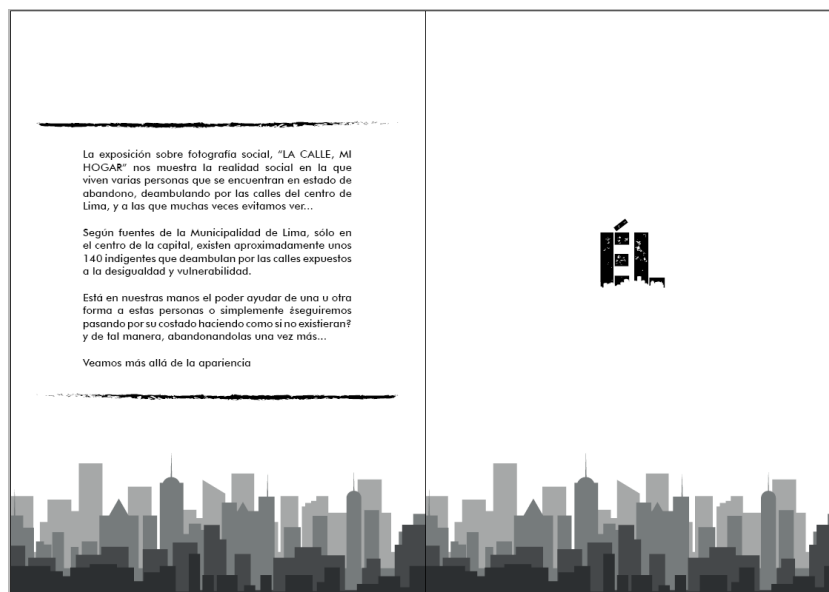 La exposición sobre fotografía social, “LA CALLE, MI
HOGAR” nos muestra la realidad social en la que
viven varias personas que se encuentran en estado de
abandono, deambulando por las calles del centro de
Lima, y a las que muchas veces evitamos ver...
Según fuentes de la Municipalidad de Lima, sólo en
el centro de la capital, existen aproximadamente unos
140 indigentes que deambulan por las calles expuestos
a la desigualdad y vulnerabilidad.
Está en nuestras manos el poder ayudar de una u otra
forma a estas personas o simplemente ¿seguiremos
pasando por su costado haciendo como si no existieran?
y de tal manera, abandonandolas una vez más...
Veamos más allá de la apariencia
ÉL